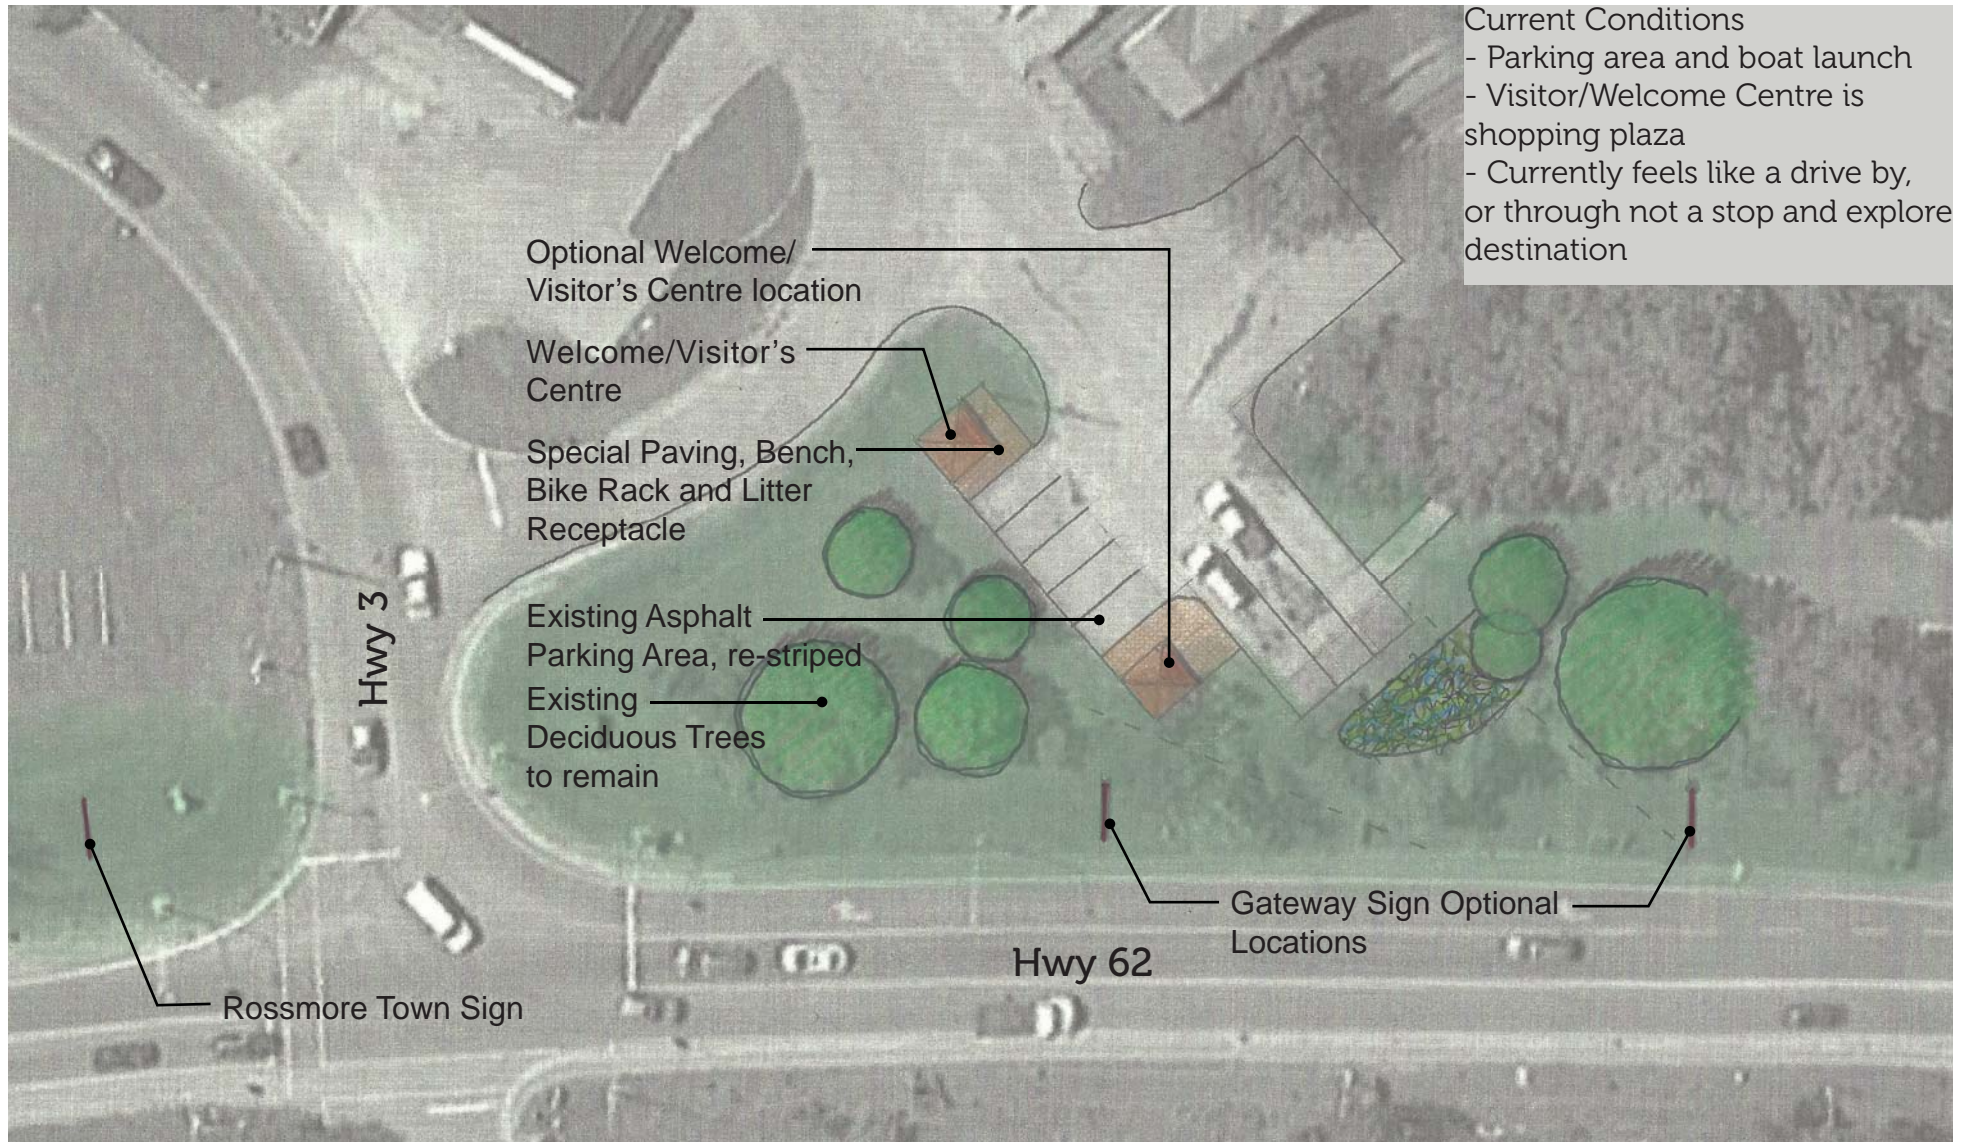 Current Conditions
- Parking area and boat launch
- Visitor/Welcome Centre is
shopping plaza
- Currently feels like a drive by,
or through not a stop and explore
destination
Optional Welcome/
Visitor's Centre location
Welcome/Visitor's
Centre
Special Paving, Bench,
Bike Rack and Litter
Receptacle
Existing Asphalt
Parking Area, re-striped
Existing
Deciduous Trees
to remain
Hwy 3
Gateway Sign Optional
Locations
Hwy 62
Rossmore Town Sign